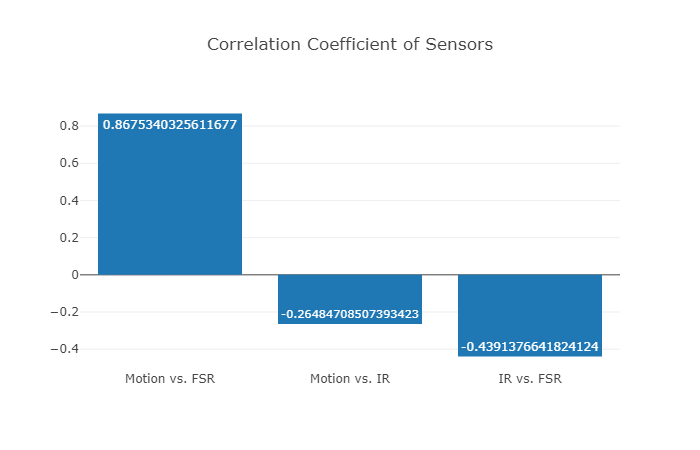 Correlation Coefficient of Sensors
0.8
0.6
0.4
0.2
0
−0.2
−0.4
0.8675340325611677
-0.26484708507393423
-0.4391376641824124
Motion vs. FSR
Motion vs. IR
IR vs. FSR